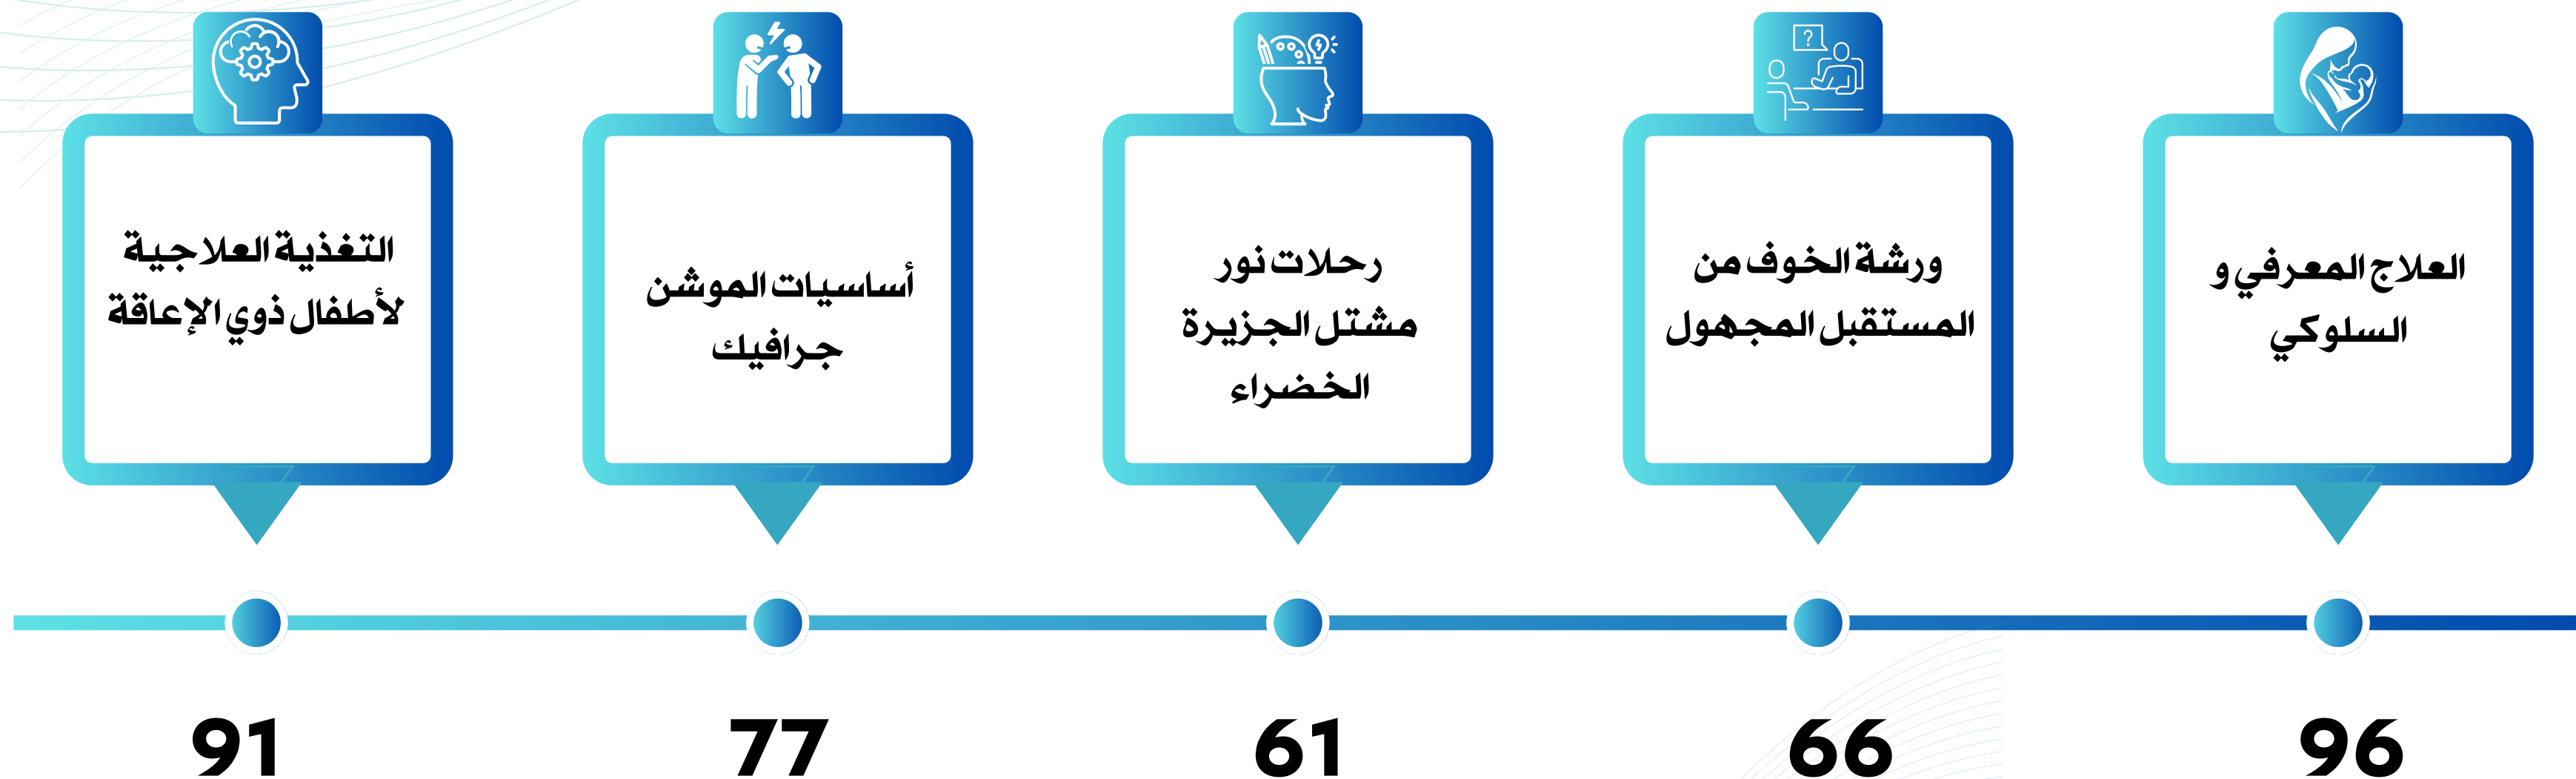 العلاج المعرفي و
السلوكي
96
ورشة الخوف من
المستقبل المجهول
?
66
رحلات نور
مشتل الجزيرة
الخضراء
61
أساسيات الموشن
جرافيك
77
التغذية العلاجية
لأطفال ذوي الإعاقة
91